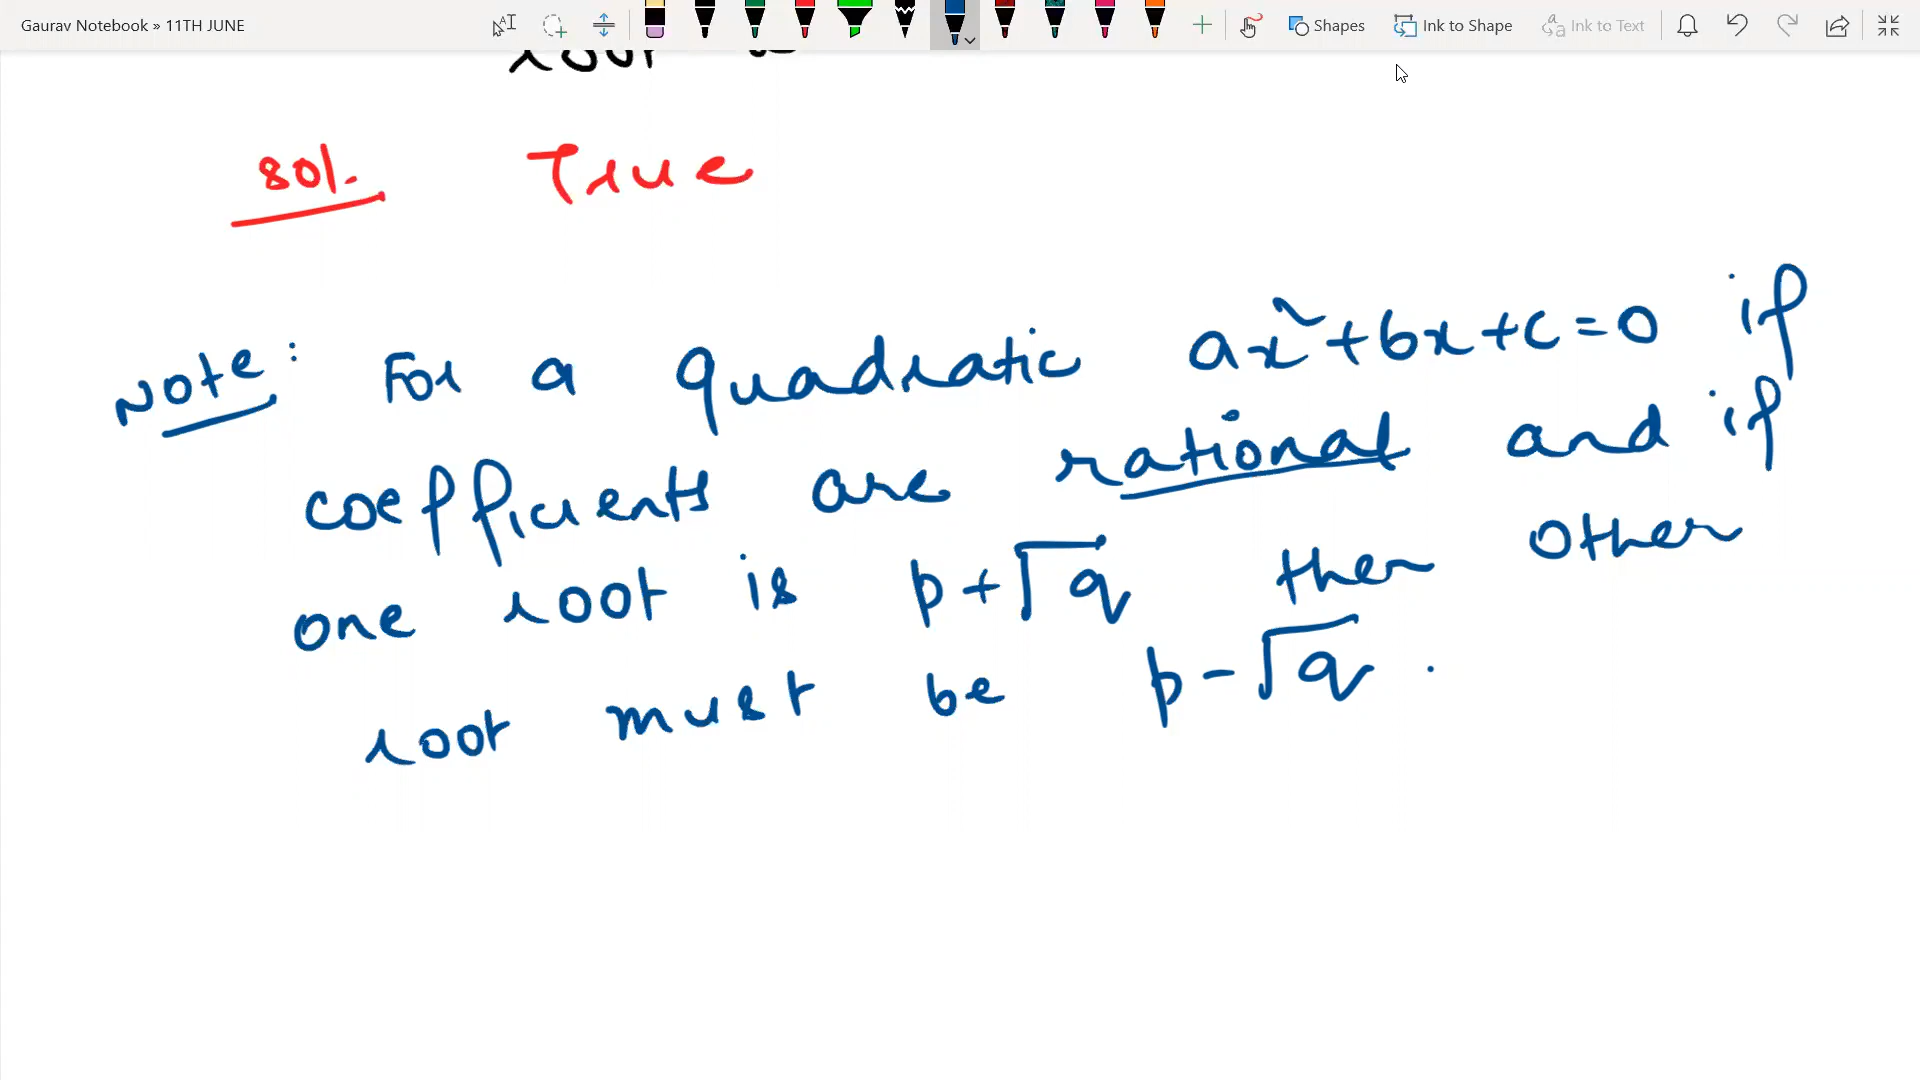 Gaurav Notebook » 11TH JUNE
Shapes
Ink to Shape
Ink to Text
root
Sol. True
Note: For a quadratic ax²+bx+c=0 if
coefficients are rational and if
one root is p+√q then other
root must be p-√q .